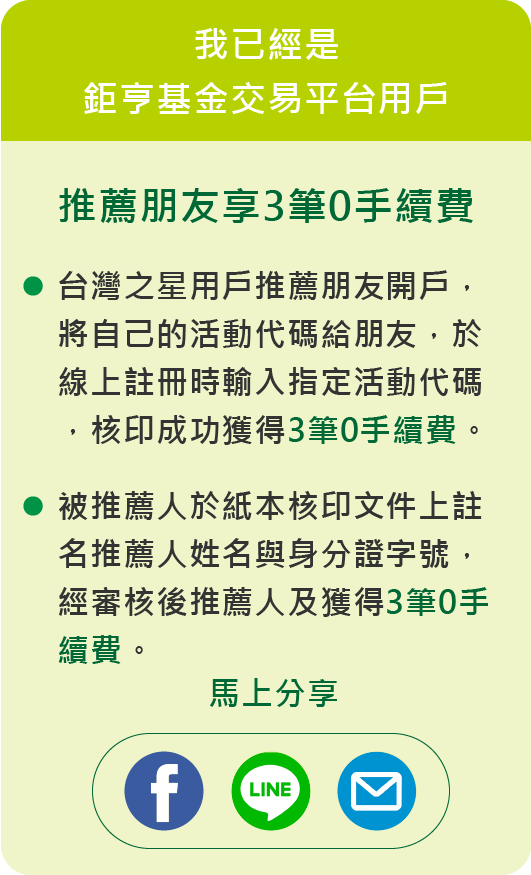 我已經是
鉅亨基金交易平台用戶
推薦朋友享3筆0手續費
● 台灣之星用戶推薦朋友開戶，
將自己的活動代碼給朋友，於
線上註冊時輸入指定活動代碼
，核印成功獲得3筆0手續費。
● 被推薦人於紙本核印文件上註
名推薦人姓名與身分證字號，
經審核後推薦人及獲得3筆0手
續費。
馬上分享
f LINE